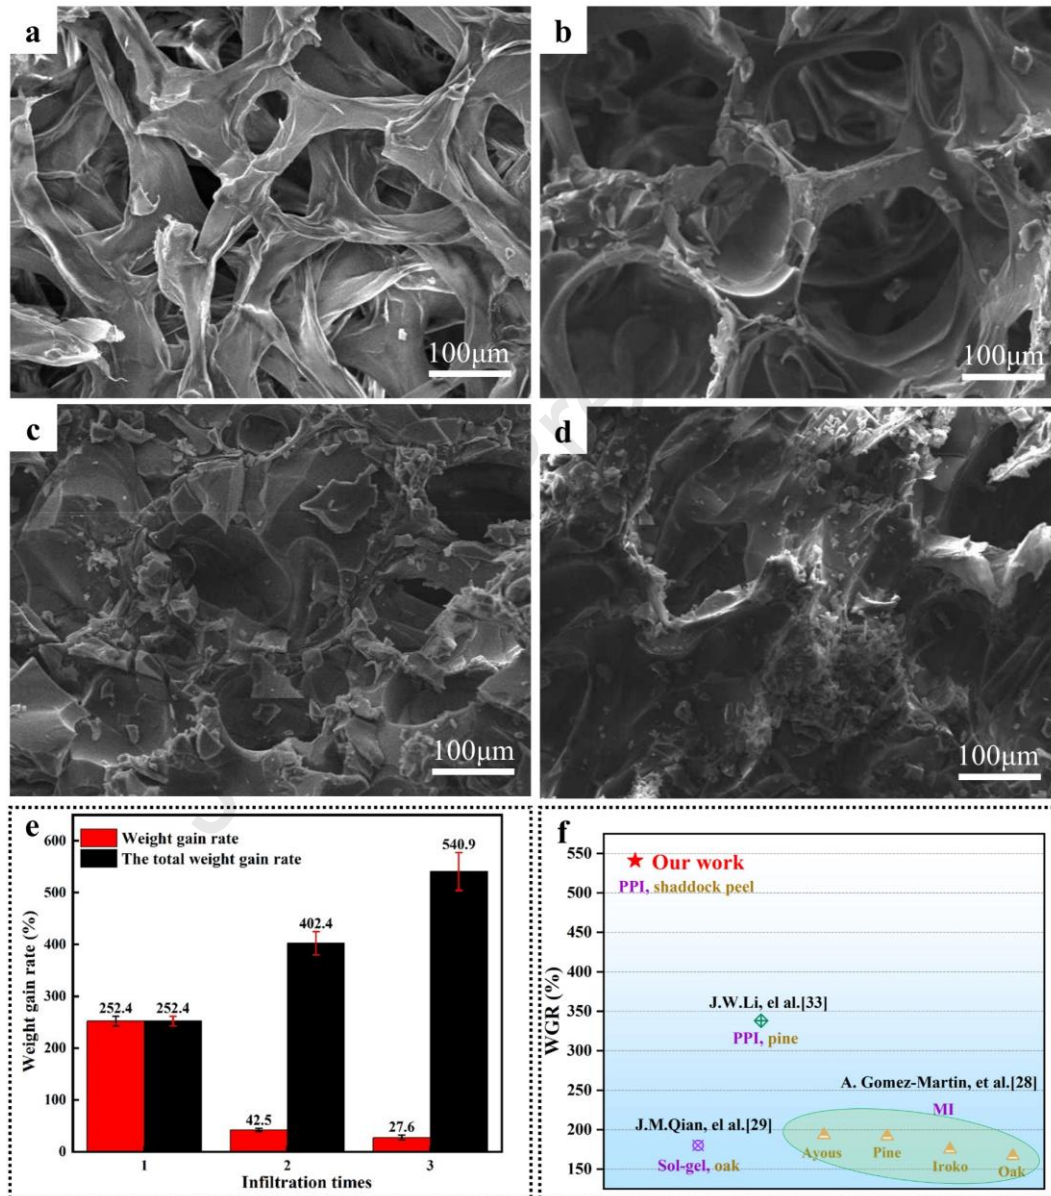 a
100μm
b
100μm
c
100μm
d
100μm
e
Weight gain rate
The total weight gain rate
Weight gain rate (%)
600
500
400
300
200
100
0
252.4
252.4
42.5
402.4
27.6
540.9
1
2
3
Infiltration times
f
WGR (%)
550
500
450
400
350
300
250
200
150
Our work
PPI, shaddock peel
J.W.Li, el al.[33]
PPI, pine
A. Gomez-Martin, et al.[28]
MI
J.M.Qian, el al.[29]
Sol-gel, oak
Ayous
Pine
Iroko
Oak